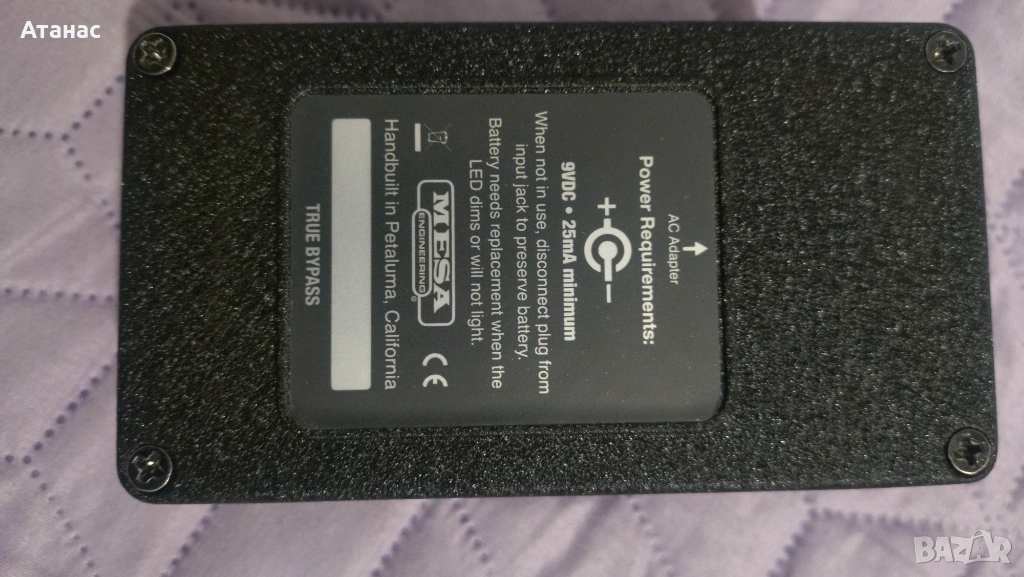 Атанас
AC Adapter
Power Requirements:
9VDC • 25mA minimum
When not in use, disconnect plug from
input jack to preserve battery.
Battery needs replacement when the
LED dims or will not light.
MESA
ENGINEERING®
CE
Handbuilt in Petaluma, California
TRUE BYPASS
BAZAR